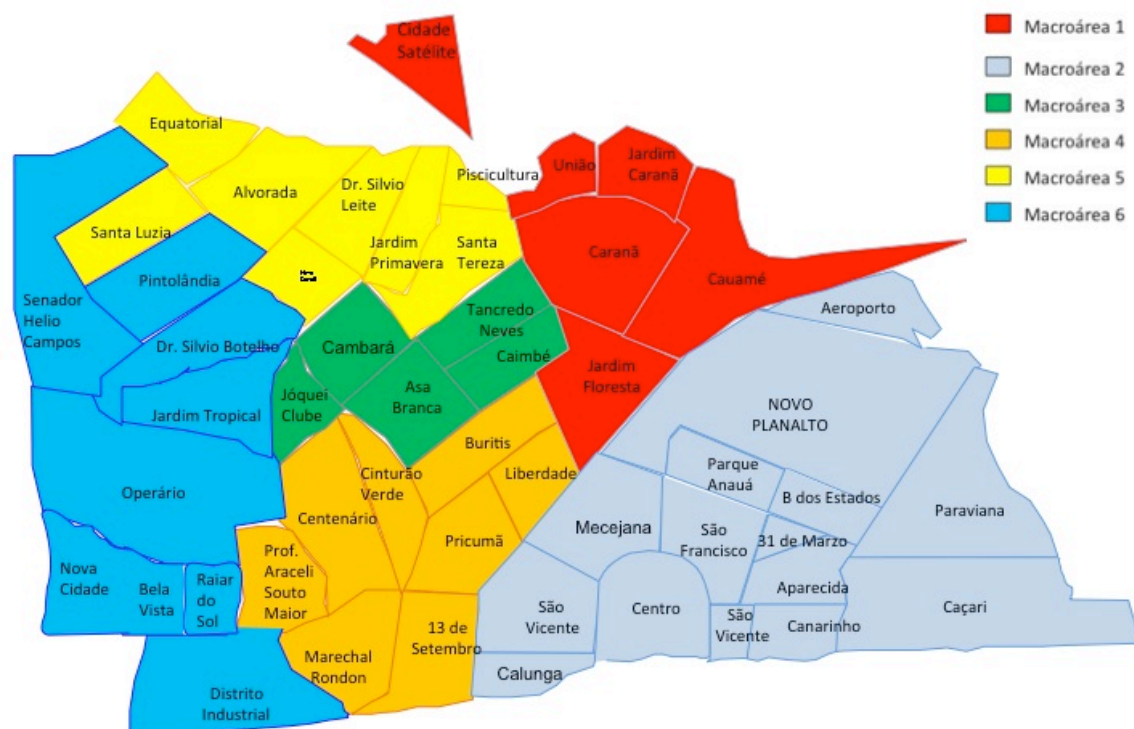 Cidade
Satélite
Macroárea 1
Macroárea 2
Macroárea 3
Macroárea 4
Macroárea 5
Macroárea 6
Equatorial
Alvorada
Dr. Silvio
Leite
Piscicultura
União
Jardim
Caranã
Santa Luzia
Jardim
Primavera
Santa
Tereza
Caranã
Cauamé
Pintolândia
Senador
Helio
Campos
Tancredo
Neves
Aeroporto
Dr. Silvio Botelho
Cambará
Caimbé
Jardim
Floresta
Jóquei
Clube
Asa
Branca
Jardim Tropical
NOVO
PLANALTO
Buritis
Liberdade
Parque
Anauá
Operário
Cinturão
Verde
Centenário
B dos Estados
Paraviana
Mecejana
São
Francisco
31 de Marzo
Pricumã
Prof.
Araceli
Souto
Maior
Nova
Cidade
Bela
Vista
Raiar
do
Sol
Aparecida
São
Vicente
Centro
São
Vicente
Canarinho
Caçari
13 de
Setembro
Marechal
Rondon
Calunga
Distrito
Industrial